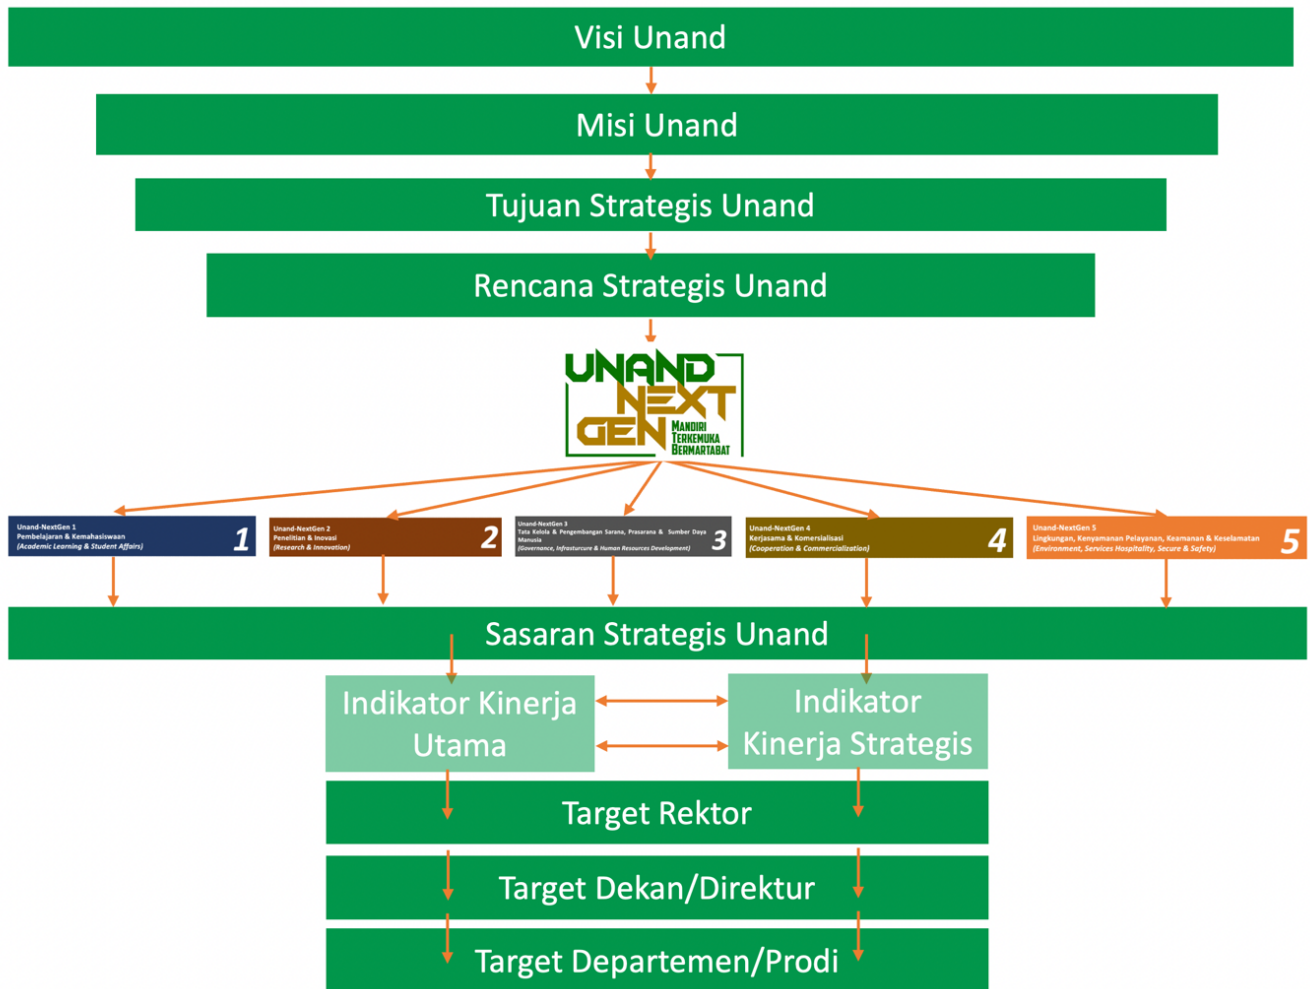 Visi Unand
Misi Unand
Tujuan Strategis Unand
Rencana Strategis Unand
UNAND
NEXT
GEN
MANDIRI
TERKEMUKA
BERMARTABAT
Unand-NextGen 1
Pembelajaran & Kemahasiswaan
(Academic Learning & Student Affairs)
1
Unand-NextGen 2
Penelitian & Inovasi
(Research & Innovation)
2
Unand-NextGen 3
Tata Kelola & Pengembangan Sarana, Prasarana & Sumber Daya
Manusia
(Governance, Infrastucure & Human Resources Development)
3
Unand-NextGen 4
Kerjasama & Komersialisasi
(Cooperation & Commercialization)
4
Unand-NextGen 5
Lingkungan, Kenyamanan Pelayanan, Keamanan & Keselamatan
(Environment, Services Hospitality, Secure & Safety)
5
Sasaran Strategis Unand
Indikator Kinerja
Utama
Indikator
Kinerja Strategis
Target Rektor
Target Dekan/Direktur
Target Departemen/Prodi